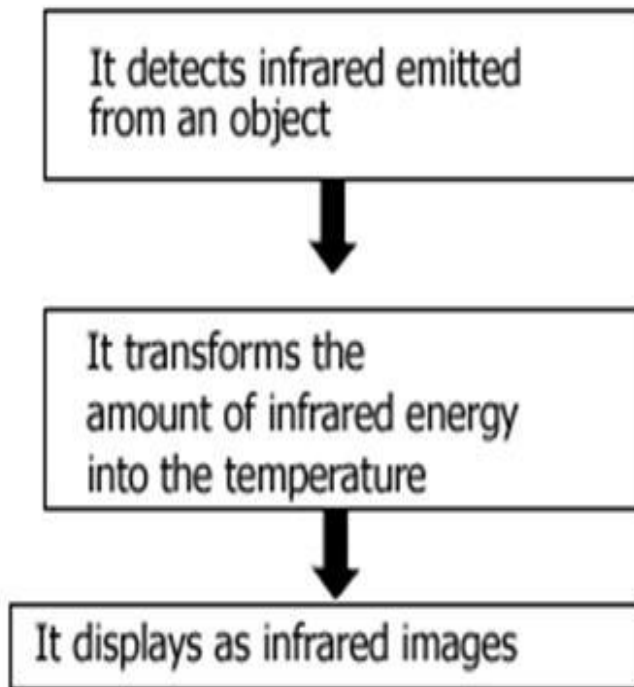 It detects infrared emitted
from an object
It transforms the
amount of infrared energy
into the temperature
It displays as infrared images